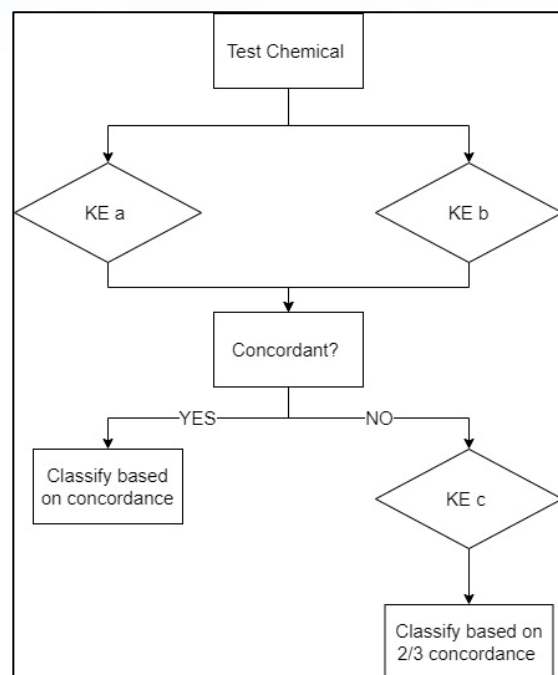 Test Chemical
KE a
KE b
Concordant?
YES
NO
Classify based
on concordance
KE c
Classify based on
2/3 concordance